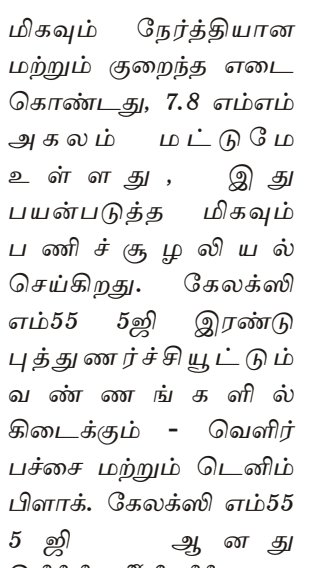 மிகவும் நேர்த்தியான
மற்றும் குறைந்த எடை
கொண்டது, 7.8 எம்எம்
அகலம் மட்டுமே
உள்ளது, இது
பயன்படுத்த மிகவும்
பணிச்சூழலியல்
செய்கிறது. கேலக்ஸி
எம்55 5ஜி இரண்டு
புத்துணர்ச்சியூட்டும்
வண்ணங்களில்
கிடைக்கும் - வெளிர்
பச்சை மற்றும் டெனிம்
பிளாக். கேலக்ஸி எம்55
5 ஜி ஆனது